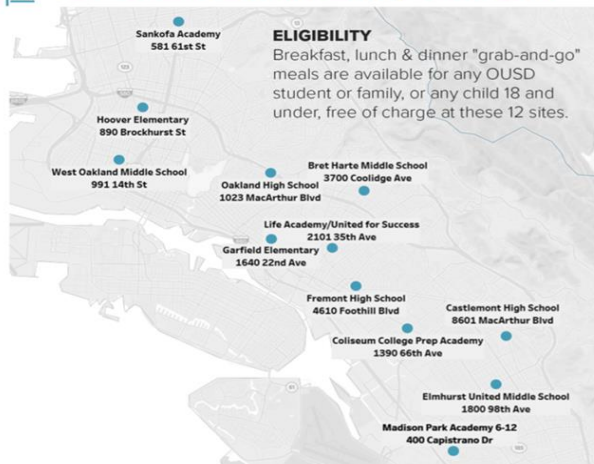 Sankofa Academy
581 61st St
ELIGIBILITY
Breakfast, lunch & dinner "grab-and-go"
meals are available for any OUSD
student or family, or any child 18 and
under, free of charge at these 12 sites.
Hoover Elementary
890 Brockhurst St
West Oakland Middle School
991 14th St
Oakland High School
1023 MacArthur Blvd
Bret Harte Middle School
3700 Coolidge Ave
Life Academy/United for Success
2101 35th Ave
Garfield Elementary
1640 22nd Ave
Fremont High School
4610 Foothill Blvd
Castlemont High School
8601 MacArthur Blvd
Coliseum College Prep Academy
1390 66th Ave
Elmhurst United Middle School
1800 98th Ave
Madison Park Academy 6-12
400 Capistrano Dr